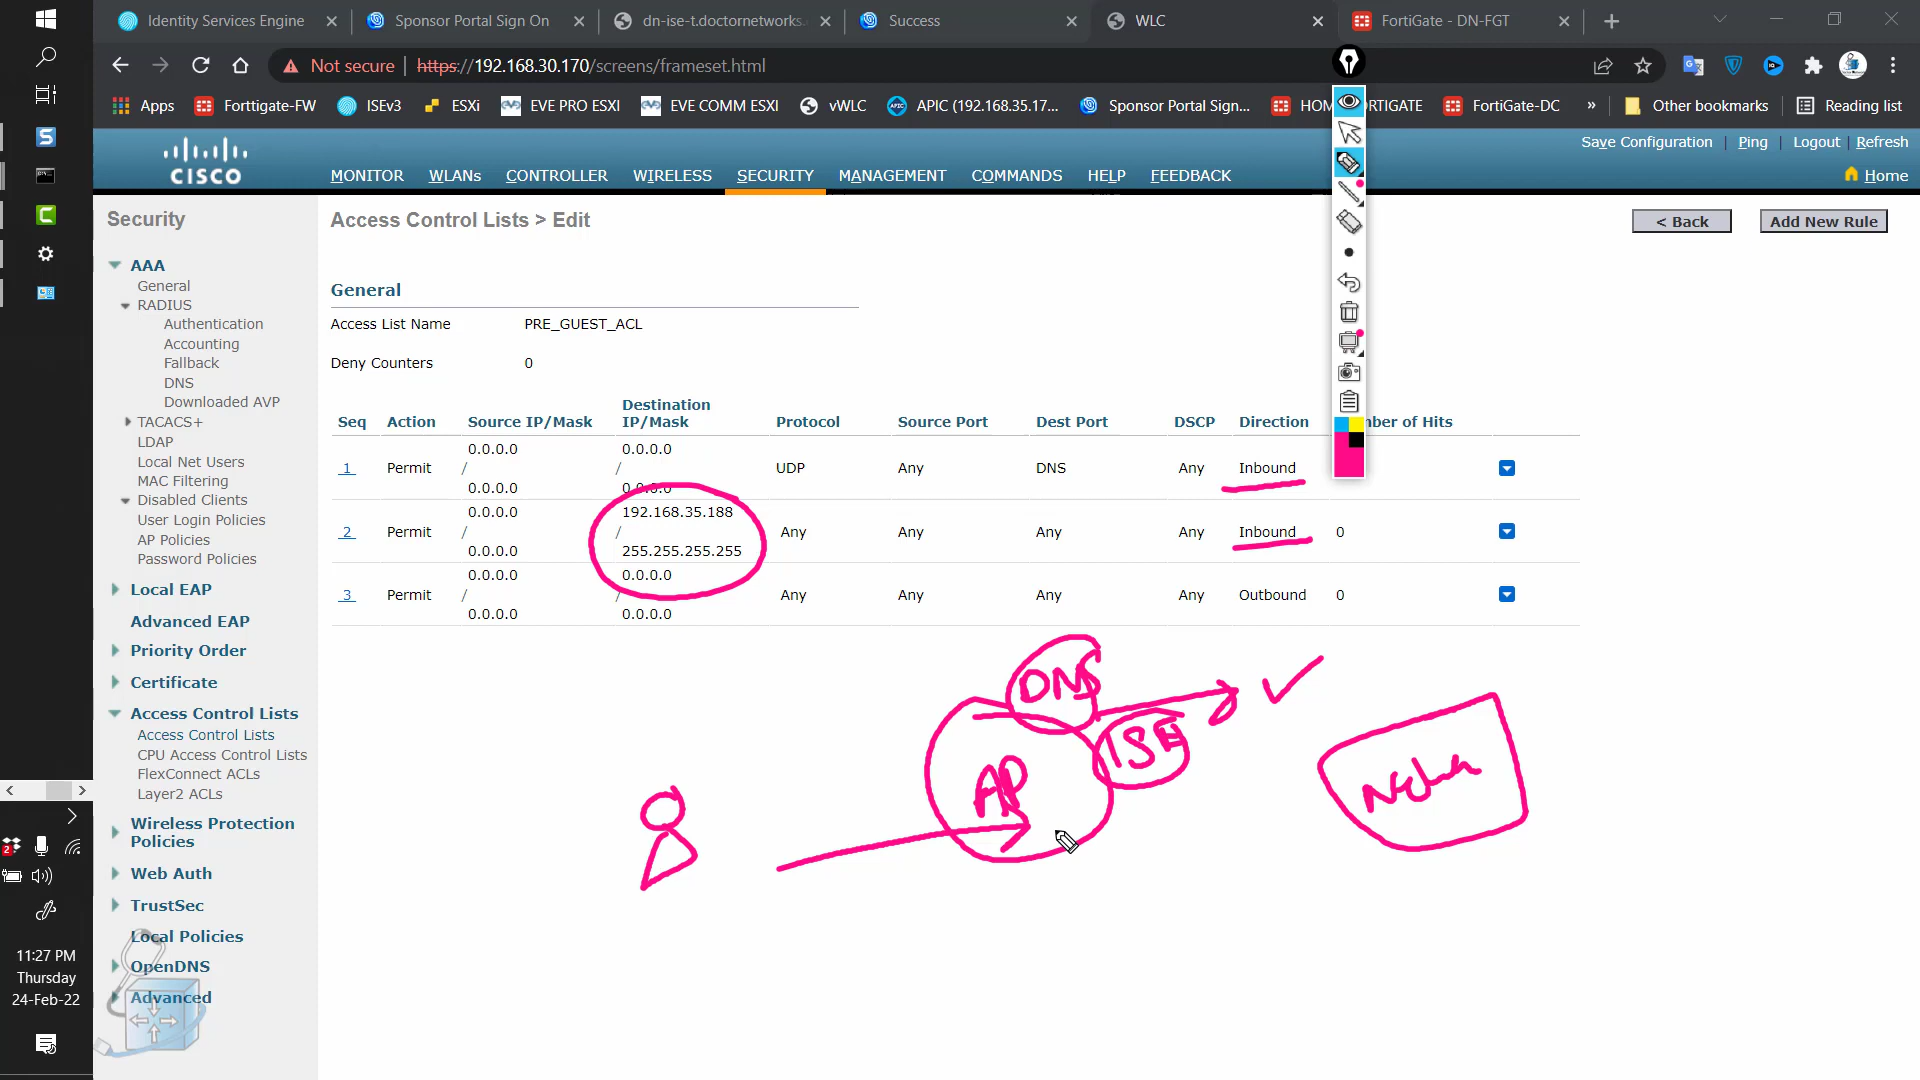 Identity Services Engine
Sponsor Portal Sign On
dn-ise-t.doctornetworks.
Success
WLC
FortiGate - DN-FGT
Not secure
https://192.168.30.170/screens/frameset.html
Apps
Forttigate-FW
ISEv3
ESXi
EVE PRO ESXI
EVE COMM ESXI
vWLC
APIC (192.168.35.17...
Sponsor Portal Sign...
HOM
ORTIGATE
FortiGate-DC
»
Other bookmarks
Reading list
CISCO
Save Configuration | Ping | Logout | Refresh
MONITOR WLANs CONTROLLER WIRELESS SECURITY MANAGEMENT COMMANDS HELP FEEDBACK
Home
Security
AAA
General
RADIUS
Authentication
Accounting
Fallback
DNS
Downloaded AVP
TACACS+
LDAP
Local Net Users
MAC Filtering
Disabled Clients
User Login Policies
AP Policies
Password Policies
Local EAP
Advanced EAP
Priority Order
Certificate
Access Control Lists
Access Control Lists
CPU Access Control Lists
FlexConnect ACLs
Layer2 ACLs
Wireless Protection
Policies
Web Auth
TrustSec
Local Policies
OpenDNS
Advanced
Access Control Lists > Edit
< Back
Add New Rule
General
Access List Name PRE_GUEST_ACL
Deny Counters 0
Seq Action Source IP/Mask Destination IP/Mask Protocol Source Port Dest Port DSCP Direction ber of Hits
1 Permit 0.0.0.0 / 0.0.0.0 0.0.0.0 / 0.0.0.0 UDP Any DNS Any Inbound
2 Permit 0.0.0.0 / 0.0.0.0 192.168.35.188 / 255.255.255.255 Any Any Any Any Inbound 0
3 Permit 0.0.0.0 / 0.0.0.0 0.0.0.0 / 0.0.0.0 Any Any Any Any Outbound 0
DNS
ISE
AP
2
11:27 PM
Thursday
24-Feb-22